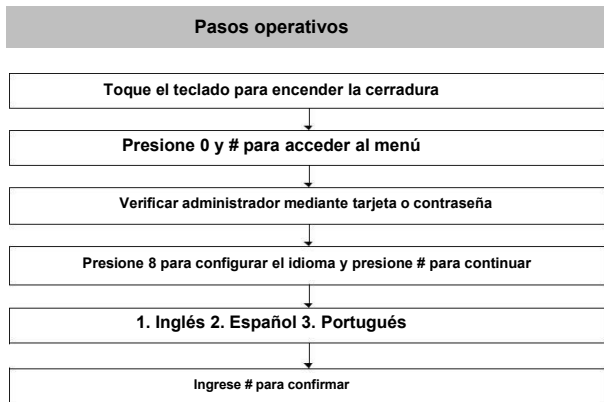 Pasos operativos
Toque el teclado para encender la cerradura
Presione 0 y # para acceder al menú
Verificar administrador mediante tarjeta o contraseña
Presione 8 para configurar el idioma y presione # para continuar
1. Inglés 2. Español 3. Portugués
Ingrese # para confirmar